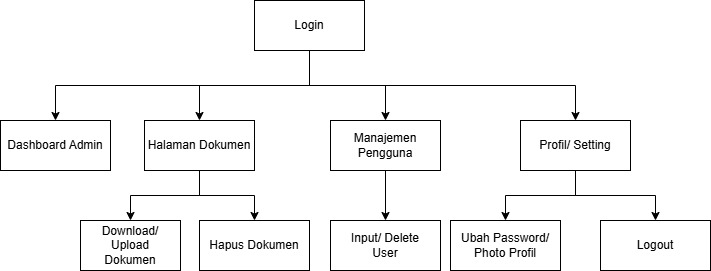 Login
Dashboard Admin
Halaman Dokumen
Manajemen
Pengguna
Profil/ Setting
Download/
Upload
Dokumen
Hapus Dokumen
Input/ Delete
User
Ubah Password/
Photo Profil
Logout